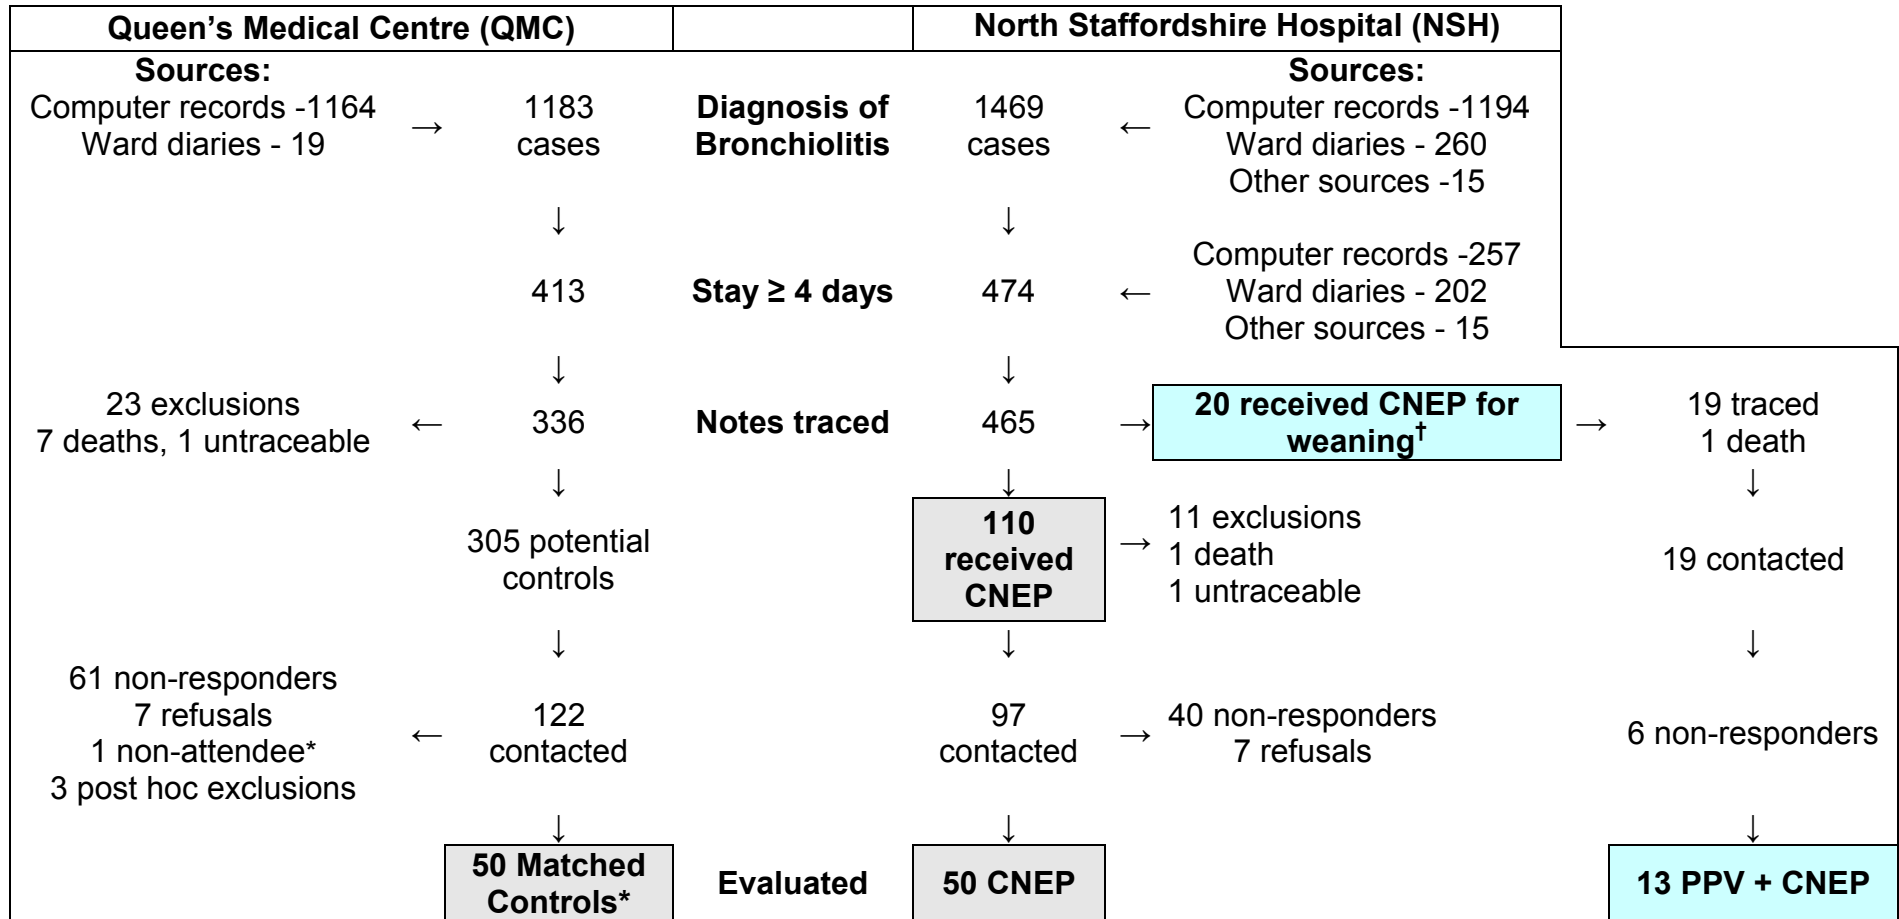 Queen’s Medical Centre (QMC)
North Staffordshire Hospital (NSH)
Sources:
Computer records -1164
Ward diaries - 19
→
1183
cases
Diagnosis of
Bronchiolitis
1469
cases
←
Sources:
Computer records -1194
Ward diaries - 260
Other sources -15
↓
↓
413
Stay ≥ 4 days
474
←
Computer records -257
Ward diaries - 202
Other sources - 15
↓
↓
23 exclusions
7 deaths, 1 untraceable
←
336
Notes traced
465
→
20 received CNEP for
weaning†
→
19 traced
1 death
↓
↓
↓
305 potential
controls
110
received
CNEP
→
11 exclusions
1 death
1 untraceable
19 contacted
↓
↓
↓
61 non-responders
7 refusals
1 non-attendee*
3 post hoc exclusions
←
122
contacted
97
contacted
→
40 non-responders
7 refusals
6 non-responders
↓
↓
↓
50 Matched
Controls*
Evaluated
50 CNEP
13 PPV + CNEP